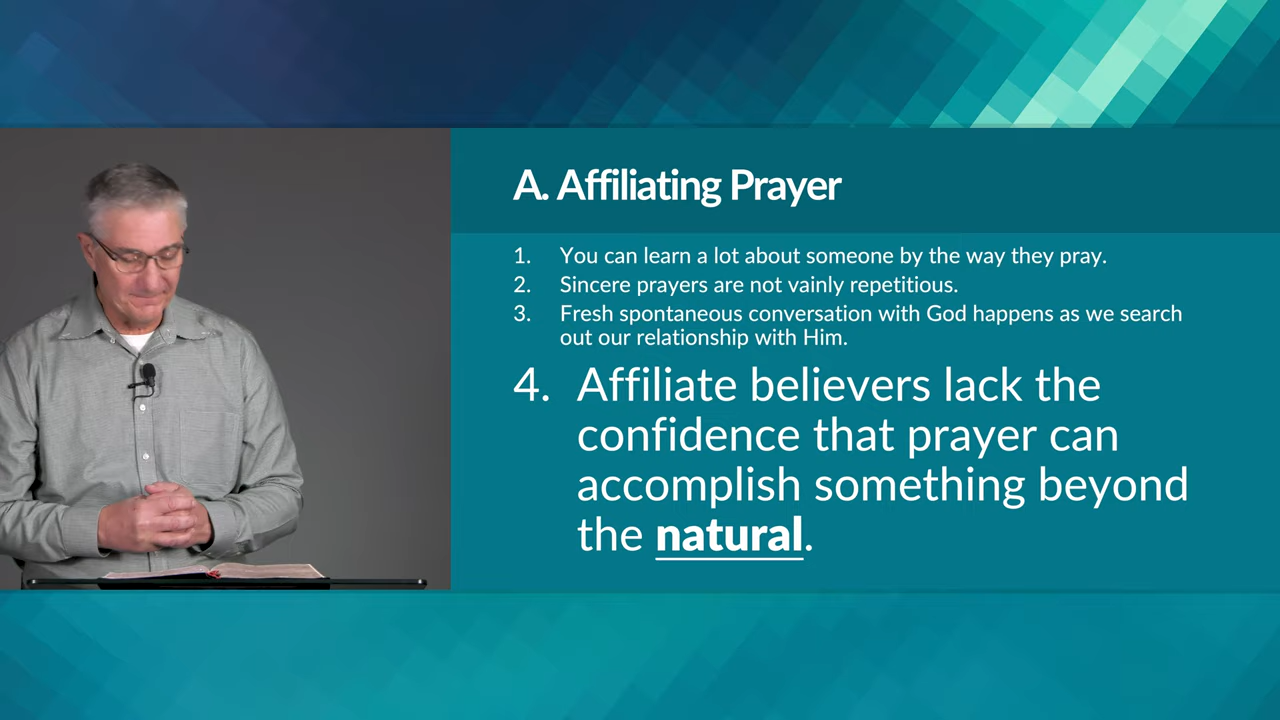 A. Affiliating Prayer
1. You can learn a lot about someone by the way they pray.
2. Sincere prayers are not vainly repetitious.
3. Fresh spontaneous conversation with God happens as we search
out our relationship with Him.
4. Affiliate believers lack the
confidence that prayer can
accomplish something beyond
the natural.